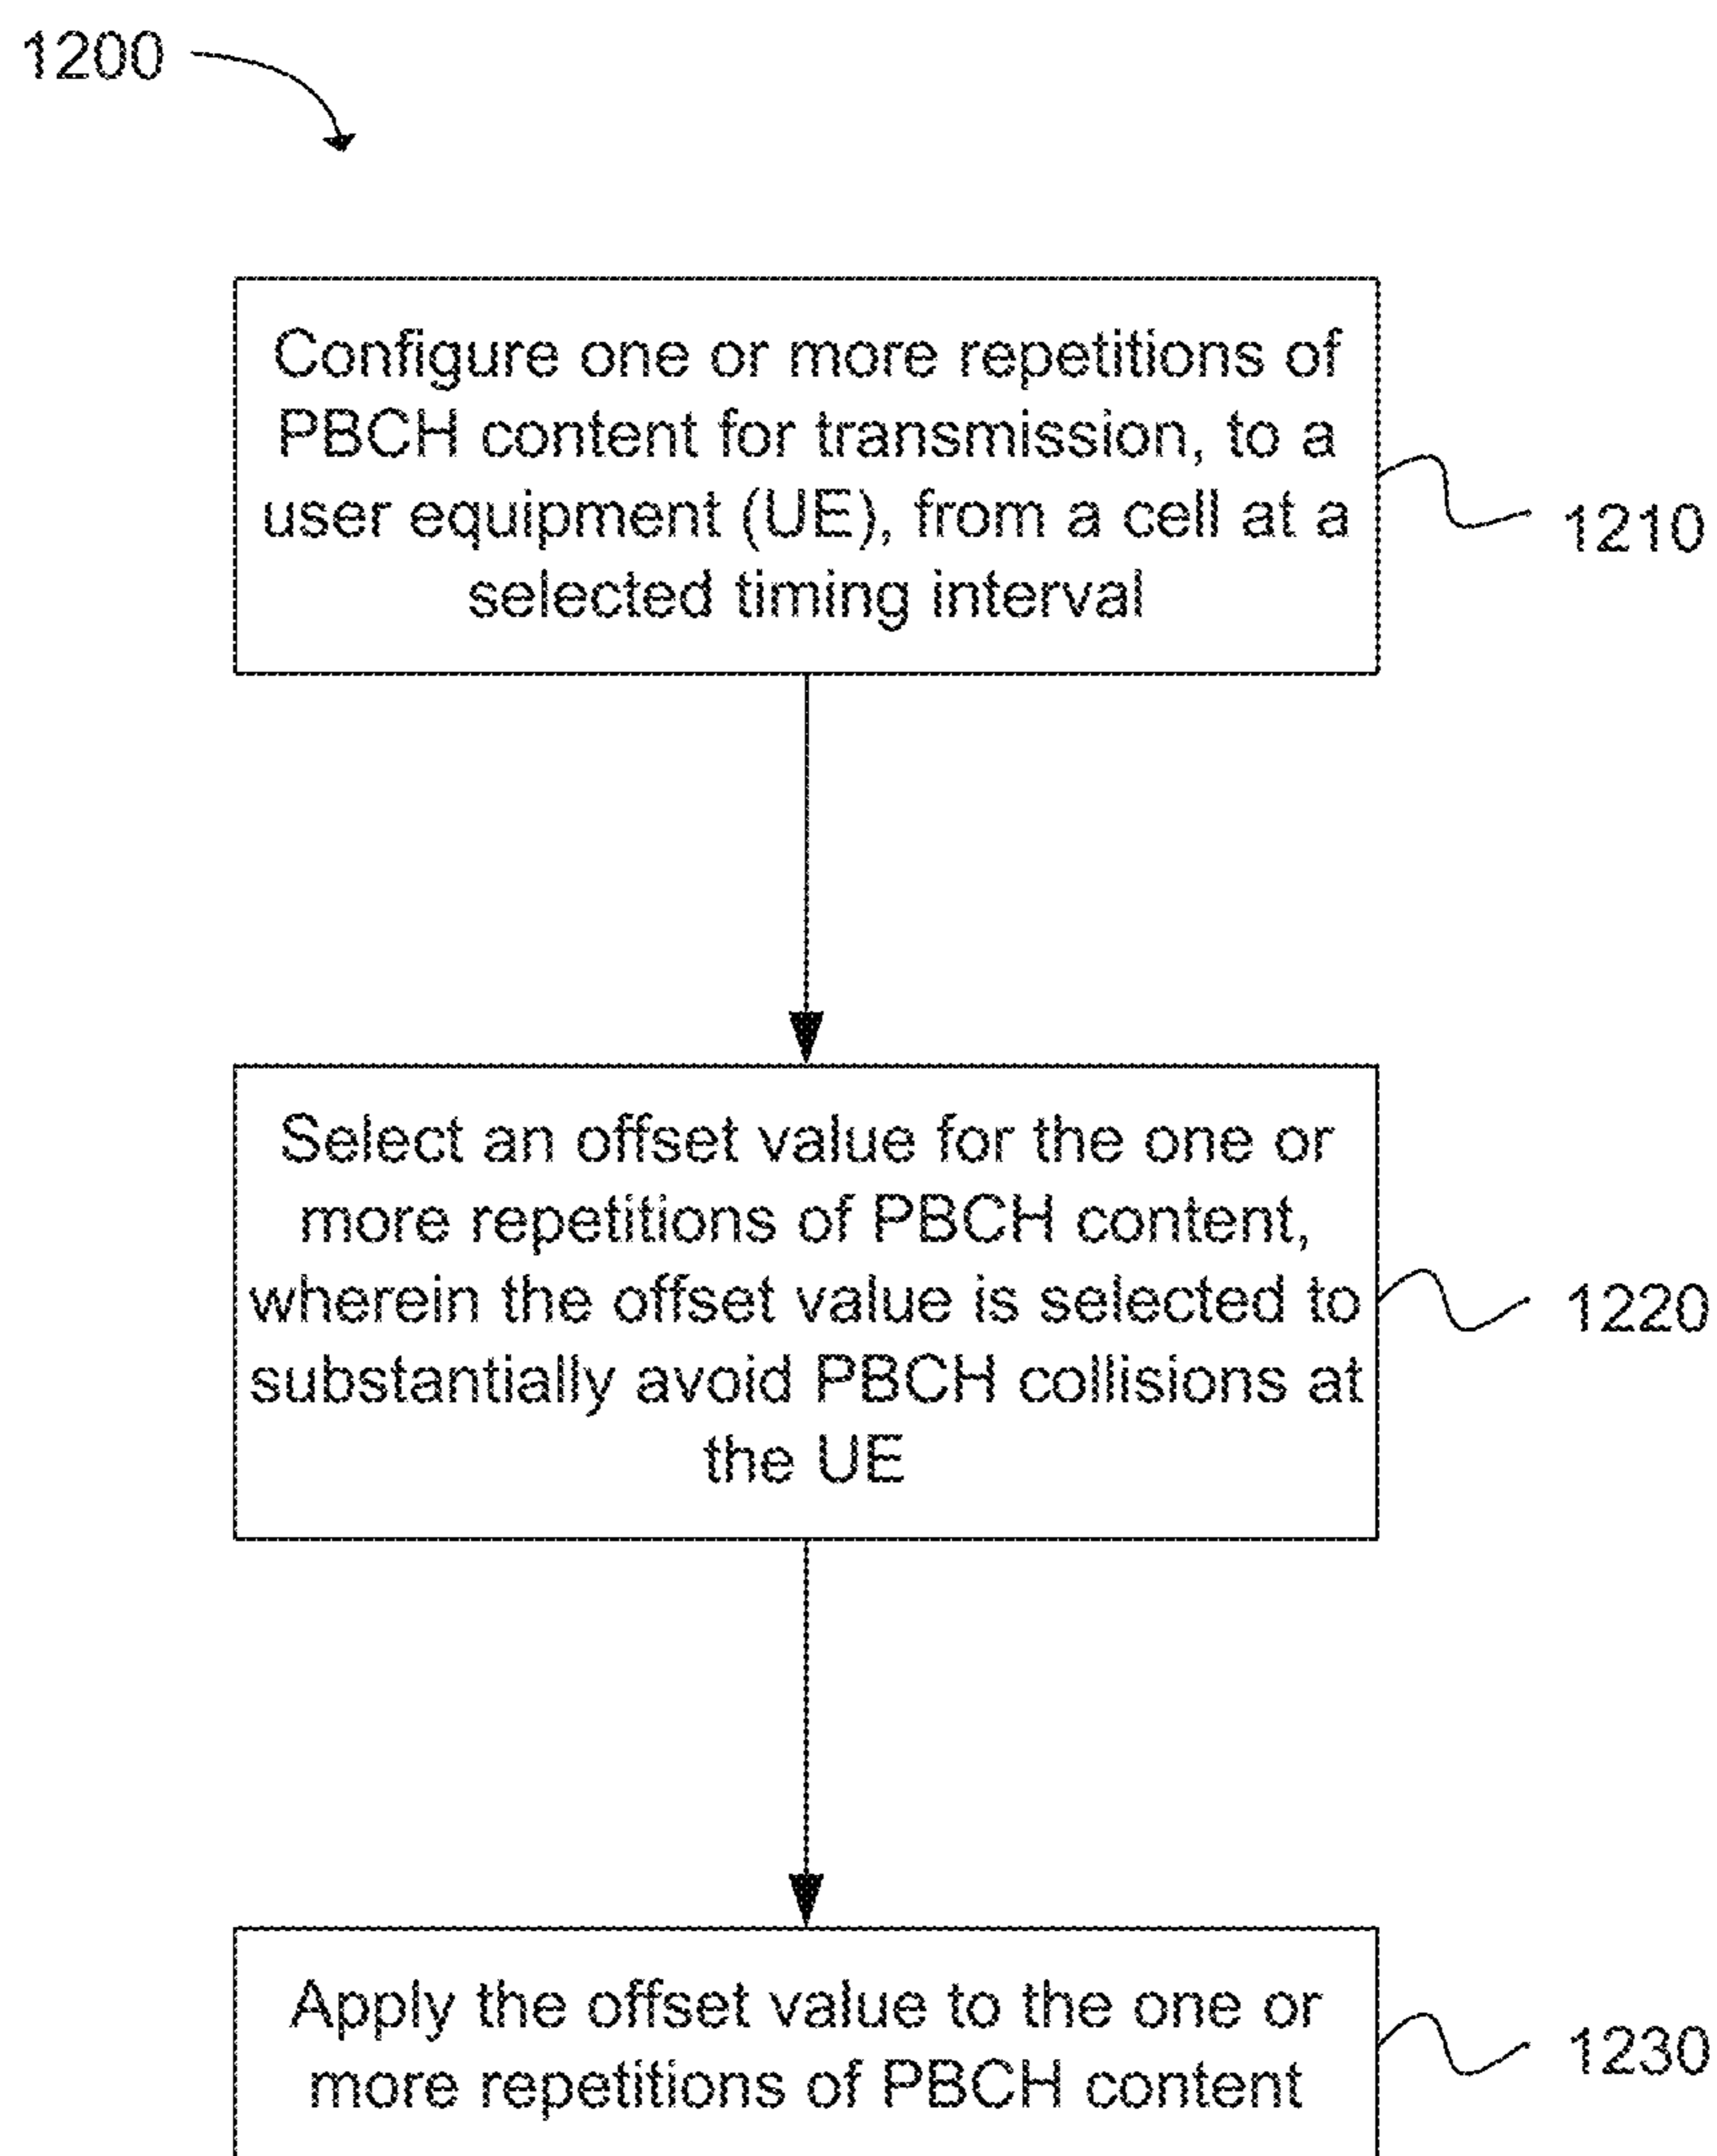 1200
Configure one or more repetitions of
PBCH content for transmission, to a
user equipment (UE), from a cell at a
selected timing interval
1210
Select an offset value for the one or
more repetitions of PBCH content,
wherein the offset value is selected to
substantially avoid PBCH collisions at
the UE
1220
Apply the offset value to the one or
more repetitions of PBCH content
1230